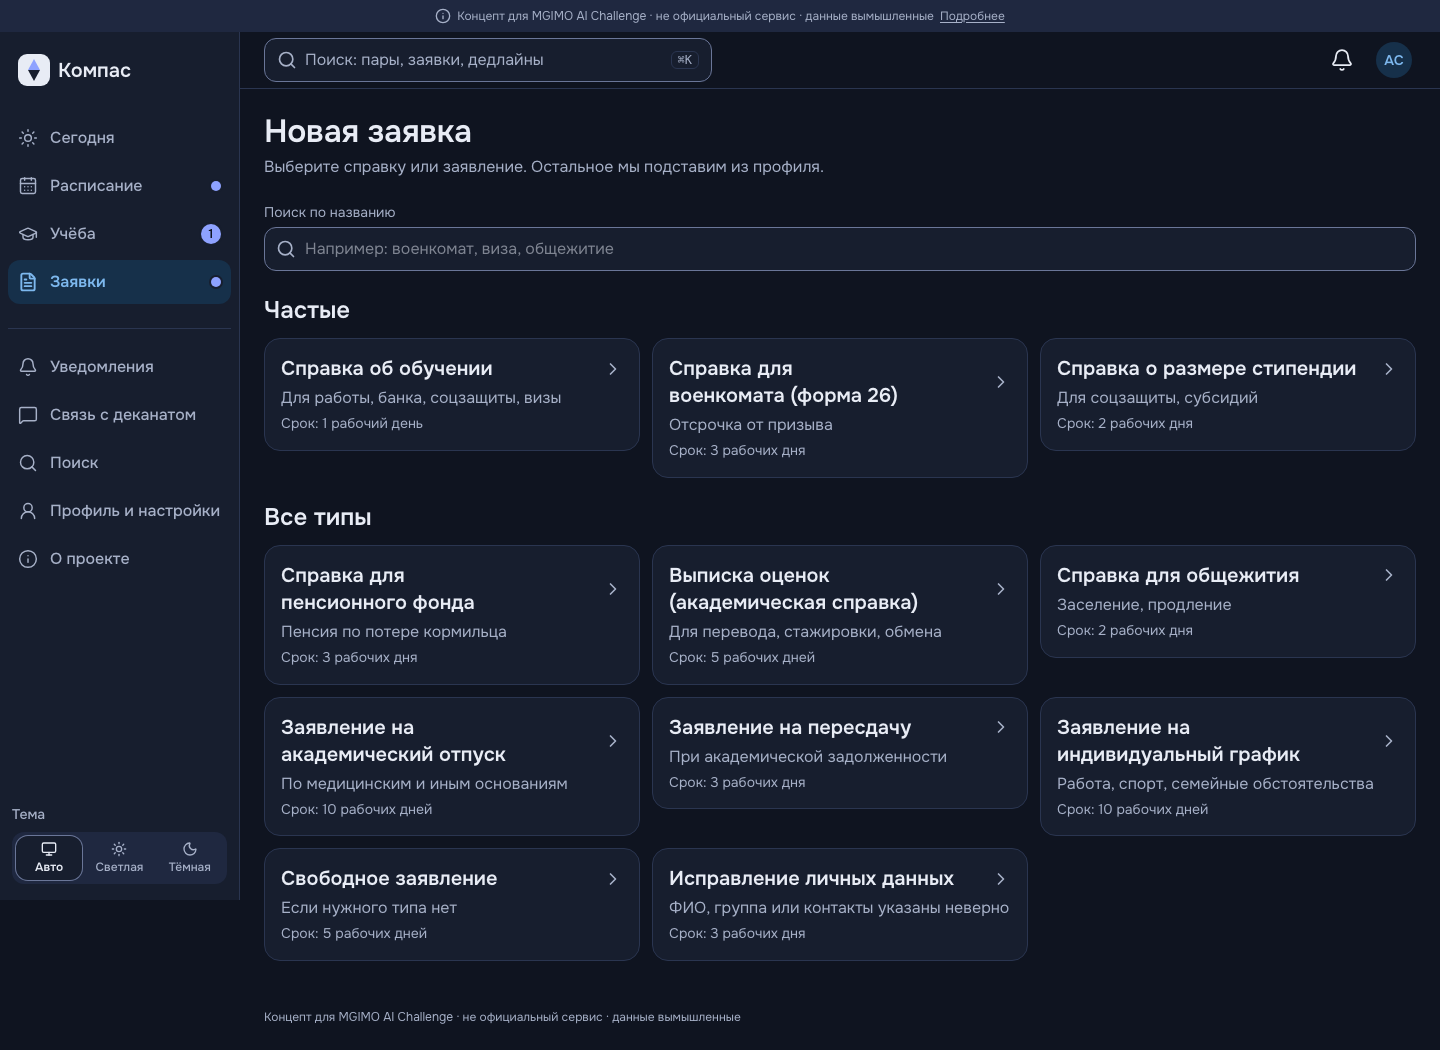 Концепт для MGIMO AI Challenge · не официальный сервис · данные вымышленные Подробнее
Компас
Поиск: пары, заявки, дедлайны
⌘K
АС
Сегодня
Расписание
Учёба
1
Заявки
Уведомления
Связь с деканатом
Поиск
Профиль и настройки
О проекте
Тема
Авто
Светлая
Тёмная
Новая заявка
Выберите справку или заявление. Остальное мы подставим из профиля.
Поиск по названию
Например: военкомат, виза, общежитие
Частые
Справка об обучении
Для работы, банка, соцзащиты, визы
Срок: 1 рабочий день
Справка для
военкомата (форма 26)
Отсрочка от призыва
Срок: 3 рабочих дня
Справка о размере стипендии
Для соцзащиты, субсидий
Срок: 2 рабочих дня
Все типы
Справка для
пенсионного фонда
Пенсия по потере кормильца
Срок: 3 рабочих дня
Выписка оценок
(академическая справка)
Для перевода, стажировки, обмена
Срок: 5 рабочих дней
Справка для общежития
Заселение, продление
Срок: 2 рабочих дня
Заявление на
академический отпуск
По медицинским и иным основаниям
Срок: 10 рабочих дней
Заявление на пересдачу
При академической задолженности
Срок: 3 рабочих дня
Заявление на
индивидуальный график
Работа, спорт, семейные обстоятельства
Срок: 10 рабочих дней
Свободное заявление
Если нужного типа нет
Срок: 5 рабочих дней
Исправление личных данных
ФИО, группа или контакты указаны неверно
Срок: 3 рабочих дня
Концепт для MGIMO AI Challenge · не официальный сервис · данные вымышленные